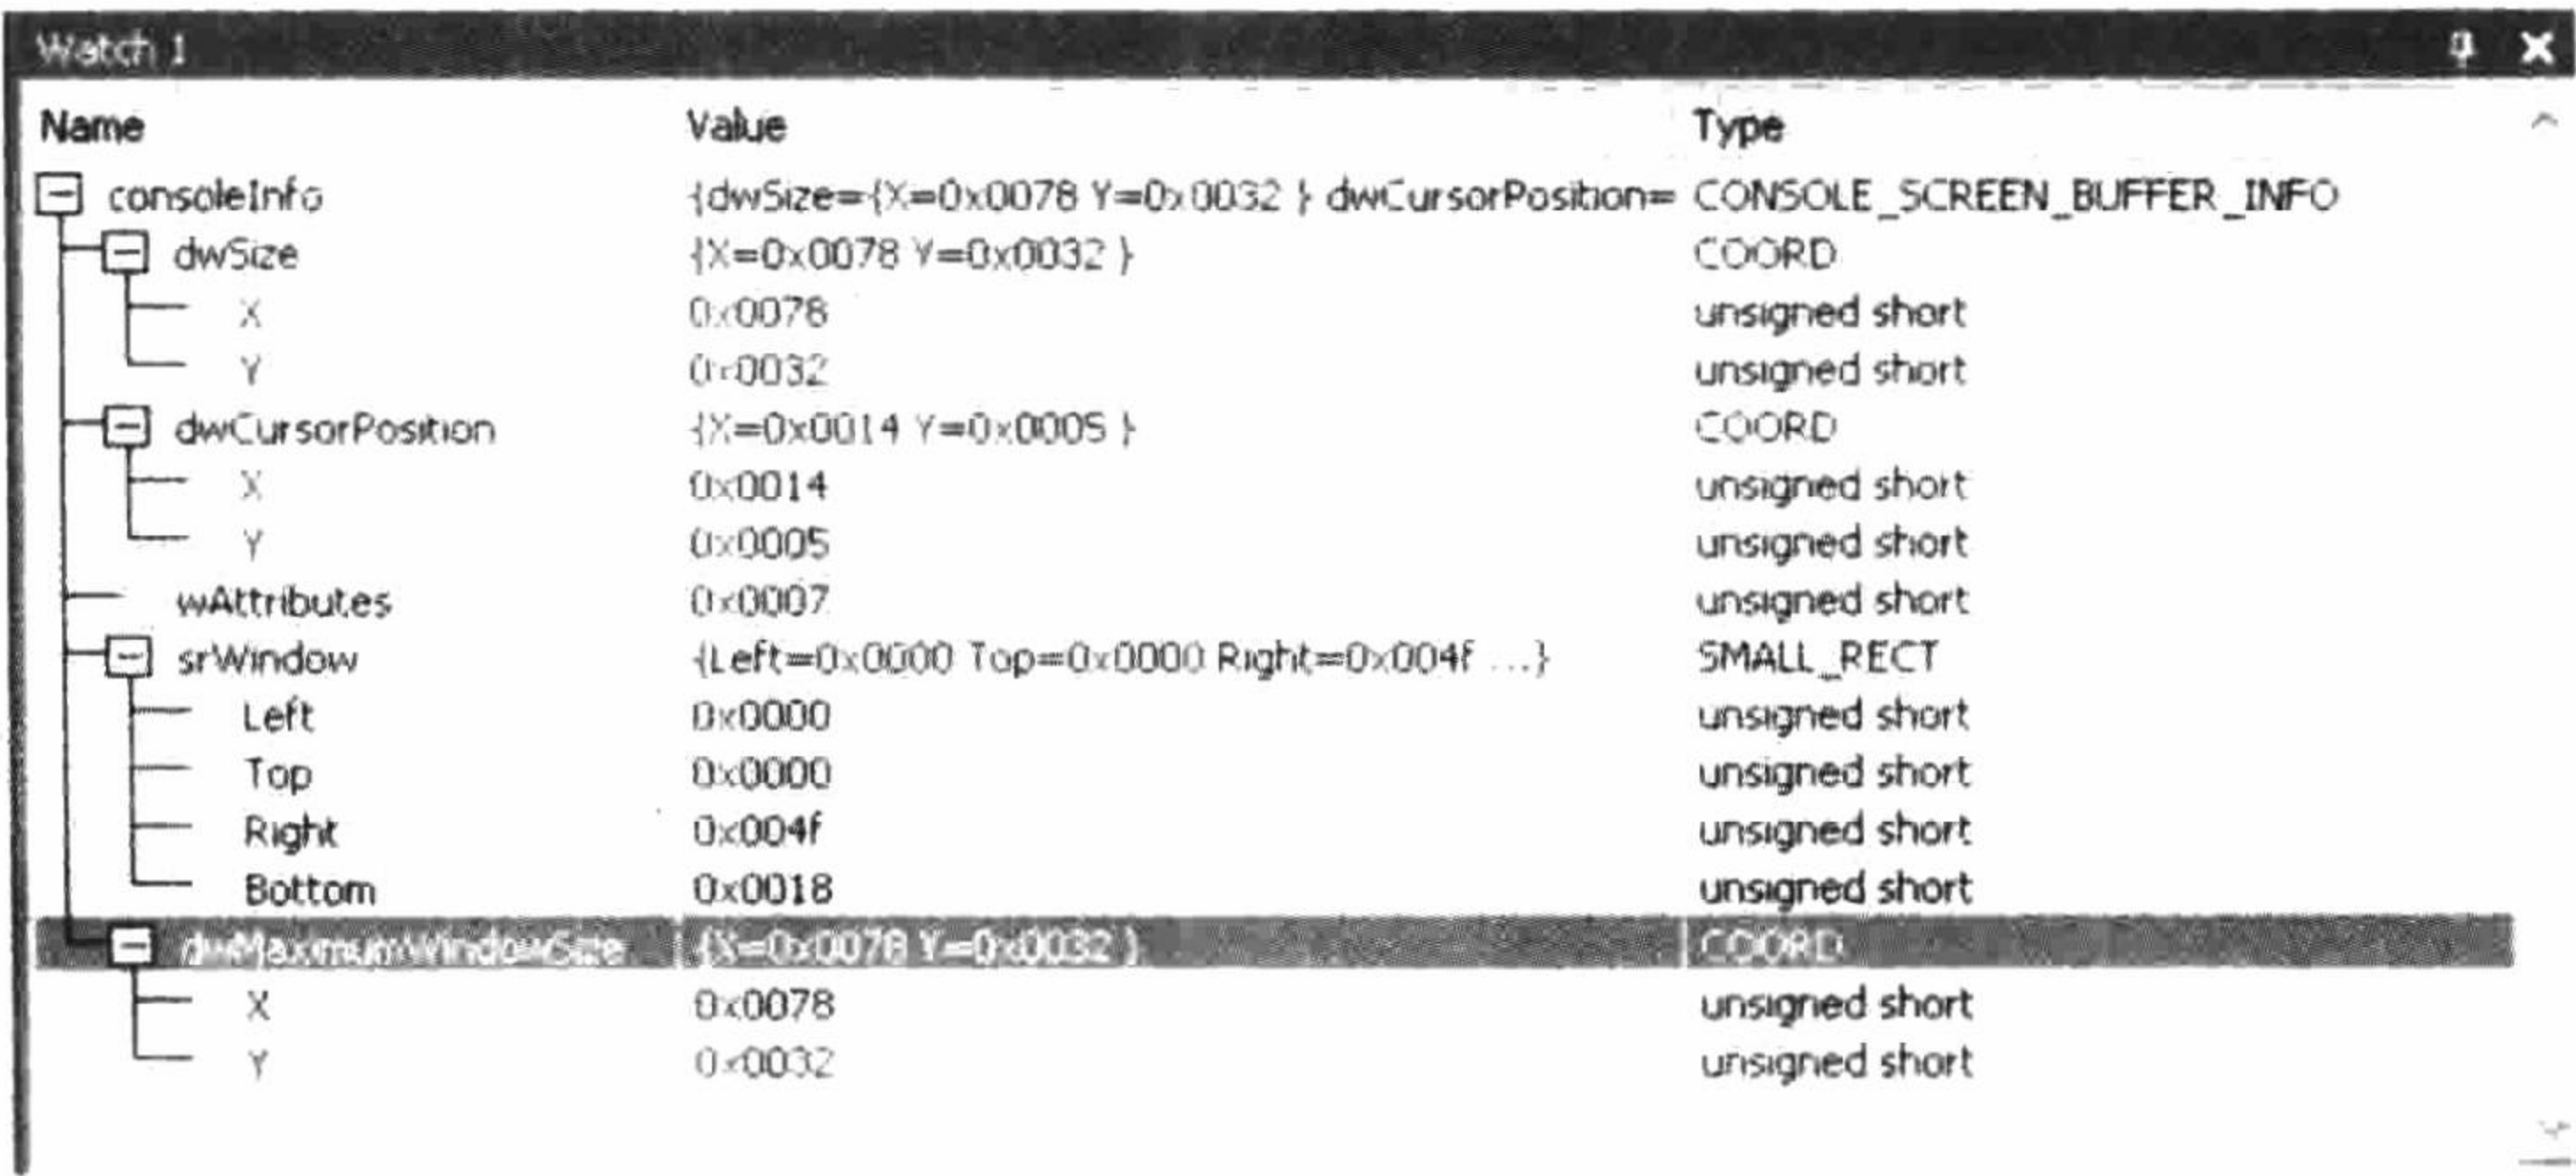 Watch 1
Name Value Type
consoleInfo {dwSize={X=0x0078 Y=0x0032 } dwCursorPosition= CONSOLE_SCREEN_BUFFER_INFO
dwSize {X=0x0078 Y=0x0032 } COORD
X 0x0078 unsigned short
Y 0x0032 unsigned short
dwCursorPosition {X=0x0014 Y=0x0005 } COORD
X 0x0014 unsigned short
Y 0x0005 unsigned short
wAttributes 0x0007 unsigned short
srWindow {Left=0x0000 Top=0x0000 Right=0x004f ...} SMALL_RECT
Left 0x0000 unsigned short
Top 0x0000 unsigned short
Right 0x004f unsigned short
Bottom 0x0018 unsigned short
dwMaximumWindowSize {X=0x0078 Y=0x0032 } COORD
X 0x0078 unsigned short
Y 0x0032 unsigned short